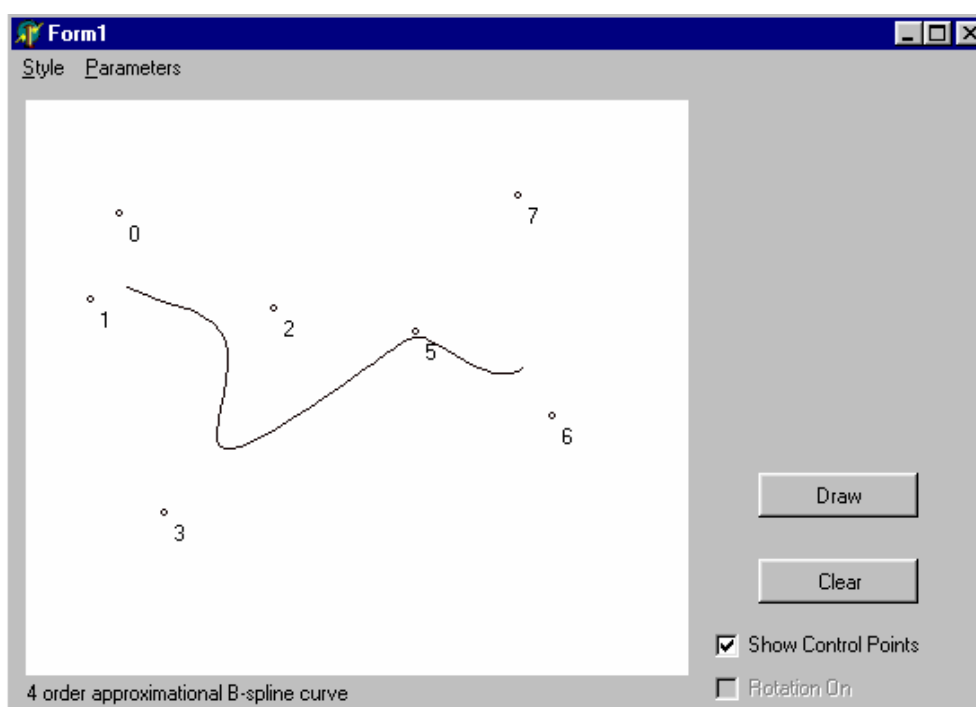 Form1
Style Parameters
0
7
1
2
5
6
3
Draw
Clear
Show Control Points
4 order approximational B-spline curve
Rotation On